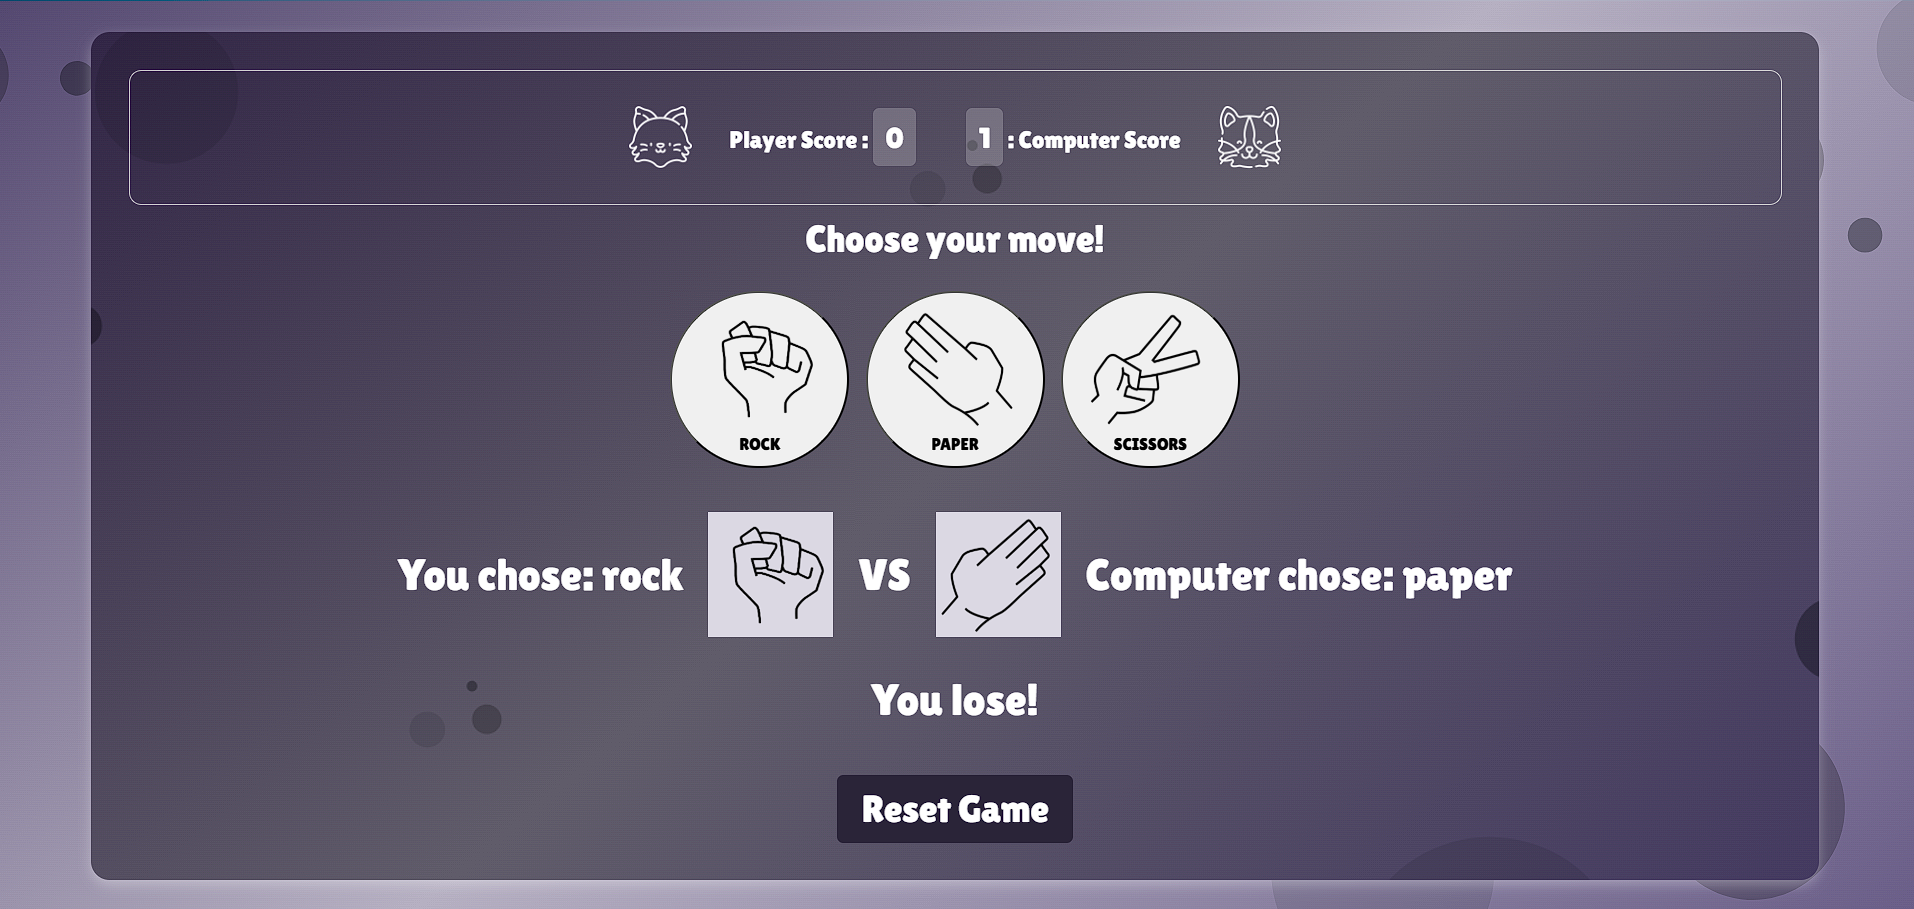 Player Score : 0 1 : Computer Score
Choose your move!
ROCK PAPER SCISSORS
You chose: rock VS Computer chose: paper
You lose!
Reset Game